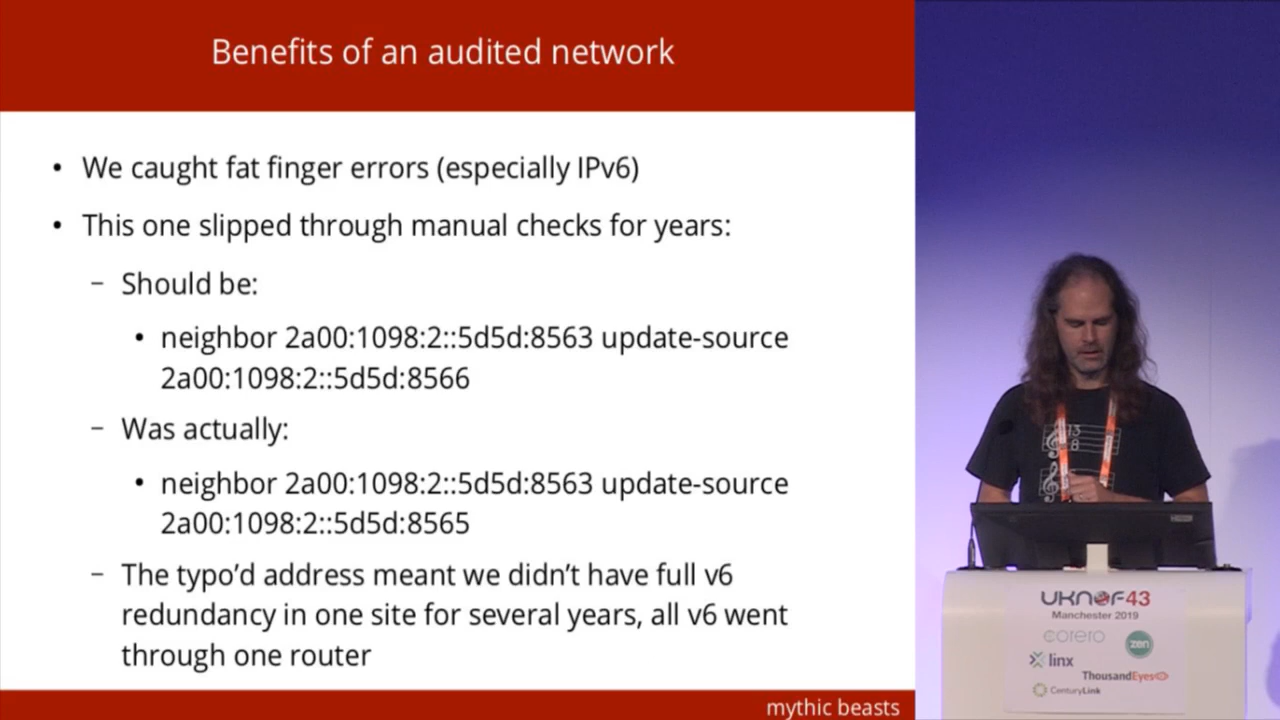 Benefits of an audited network
• We caught fat finger errors (especially IPv6)
• This one slipped through manual checks for years:
– Should be:
• neighbor 2a00:1098:2::5d5d:8563 update-source
2a00:1098:2::5d5d:8566
– Was actually:
• neighbor 2a00:1098:2::5d5d:8563 update-source
2a00:1098:2::5d5d:8565
– The typo’d address meant we didn’t have full v6
redundancy in one site for several years, all v6 went
through one router
mythic beasts
13
8
UKNOF43
Manchester 2019
corero
zen
linx
ThousandEyes
CenturyLink